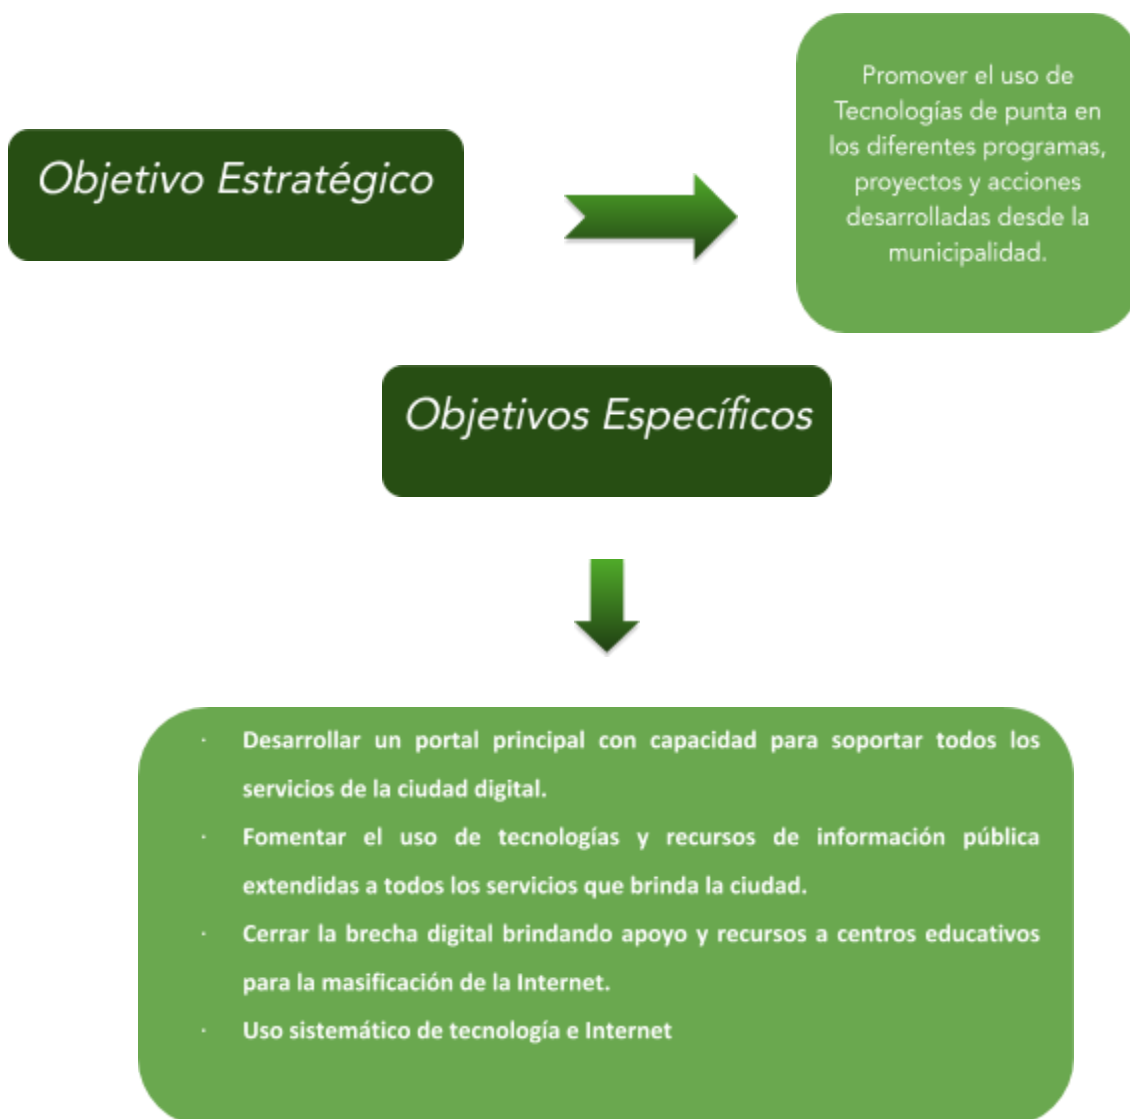 Objetivo Estratégico
Promover el uso de
Tecnologías de punta en
los diferentes programas,
proyectos y acciones
desarrolladas desde la
municipalidad.
Objetivos Específicos
· Desarrollar un portal principal con capacidad para soportar todos los
servicios de la ciudad digital.
· Fomentar el uso de tecnologías y recursos de información pública
extendidas a todos los servicios que brinda la ciudad.
· Cerrar la brecha digital brindando apoyo y recursos a centros educativos
para la masificación de la Internet.
· Uso sistemático de tecnología e Internet